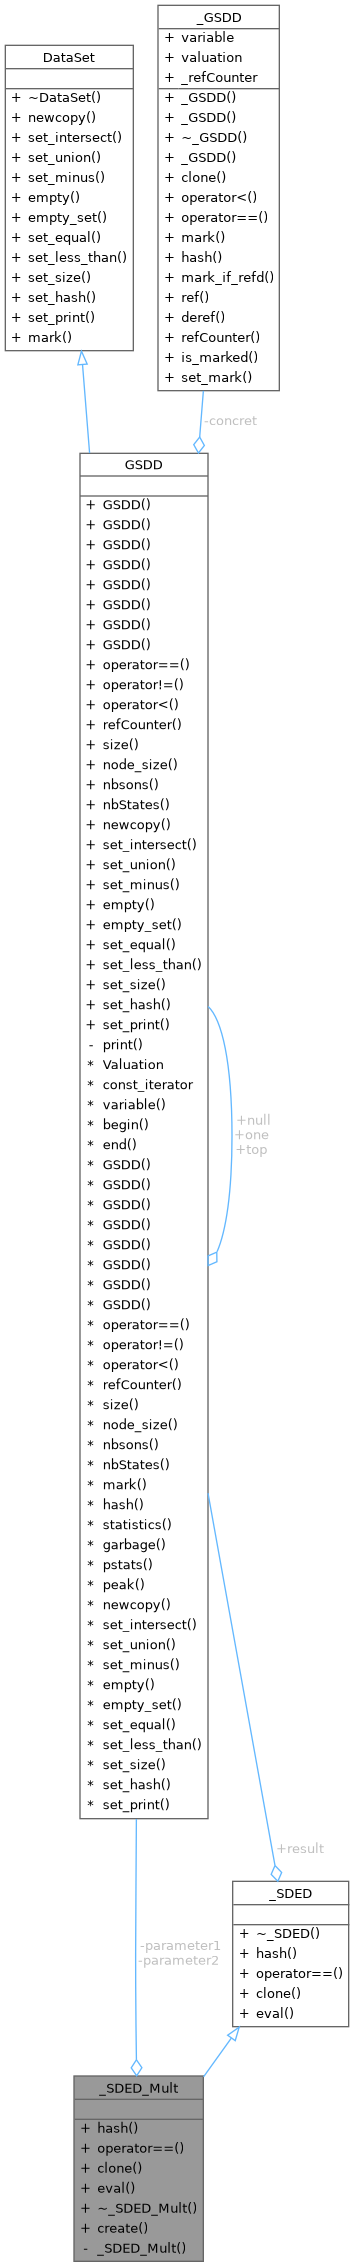 _GSDD
+ variable
+ valuation
+ _refCounter
+ _GSDD()
+ _GSDD()
+ ~_GSDD()
+ _GSDD()
+ clone()
+ operator<()
+ operator==()
+ mark()
+ hash()
+ mark_if_refd()
+ ref()
+ deref()
+ refCounter()
+ is_marked()
+ set_mark()
DataSet
+ ~DataSet()
+ newcopy()
+ set_intersect()
+ set_union()
+ set_minus()
+ empty()
+ empty_set()
+ set_equal()
+ set_less_than()
+ set_size()
+ set_hash()
+ set_print()
+ mark()
-concret
GSDD
+ GSDD()
+ GSDD()
+ GSDD()
+ GSDD()
+ GSDD()
+ GSDD()
+ GSDD()
+ GSDD()
+ operator==()
+ operator!=()
+ operator<()
+ refCounter()
+ size()
+ node_size()
+ nbsons()
+ nbStates()
+ newcopy()
+ set_intersect()
+ set_union()
+ set_minus()
+ empty()
+ empty_set()
+ set_equal()
+ set_less_than()
+ set_size()
+ set_hash()
+ set_print()
- print()
* Valuation
* const_iterator
* variable()
* begin()
* end()
* GSDD()
* GSDD()
* GSDD()
* GSDD()
* GSDD()
* GSDD()
* GSDD()
* GSDD()
* operator==()
* operator!=()
* operator<()
* refCounter()
* size()
* node_size()
* nbsons()
* nbStates()
* mark()
* hash()
* statistics()
* garbage()
* pstats()
* peak()
* newcopy()
* set_intersect()
* set_union()
* set_minus()
* empty()
* empty_set()
* set_equal()
* set_less_than()
* set_size()
* set_hash()
* set_print()
+null
+one
+top
+result
_SDED
+ ~_SDED()
+ hash()
+ operator==()
+ clone()
+ eval()
-parameter1
-parameter2
_SDED_Mult
+ hash()
+ operator==()
+ clone()
+ eval()
+ ~_SDED_Mult()
+ create()
- _SDED_Mult()